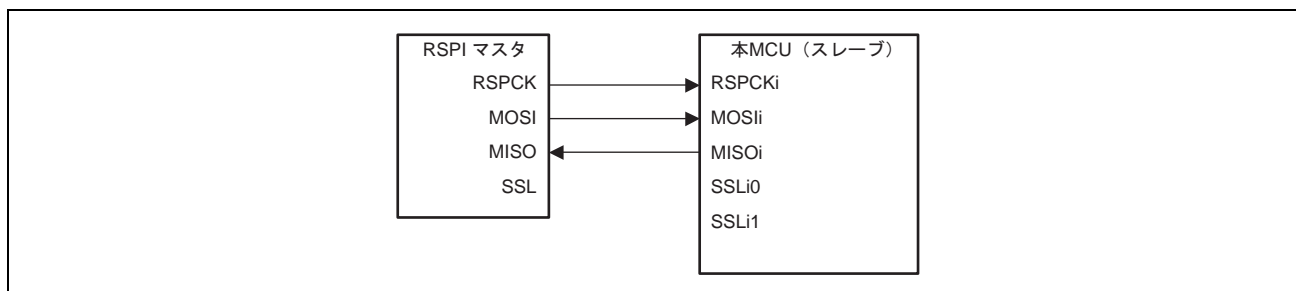 RSPI マスタ
RSPCK
MOSI
MISO
SSL
本MCU（スレーブ）
RSPCKi
MOSIi
MISOi
SSLi0
SSLi1